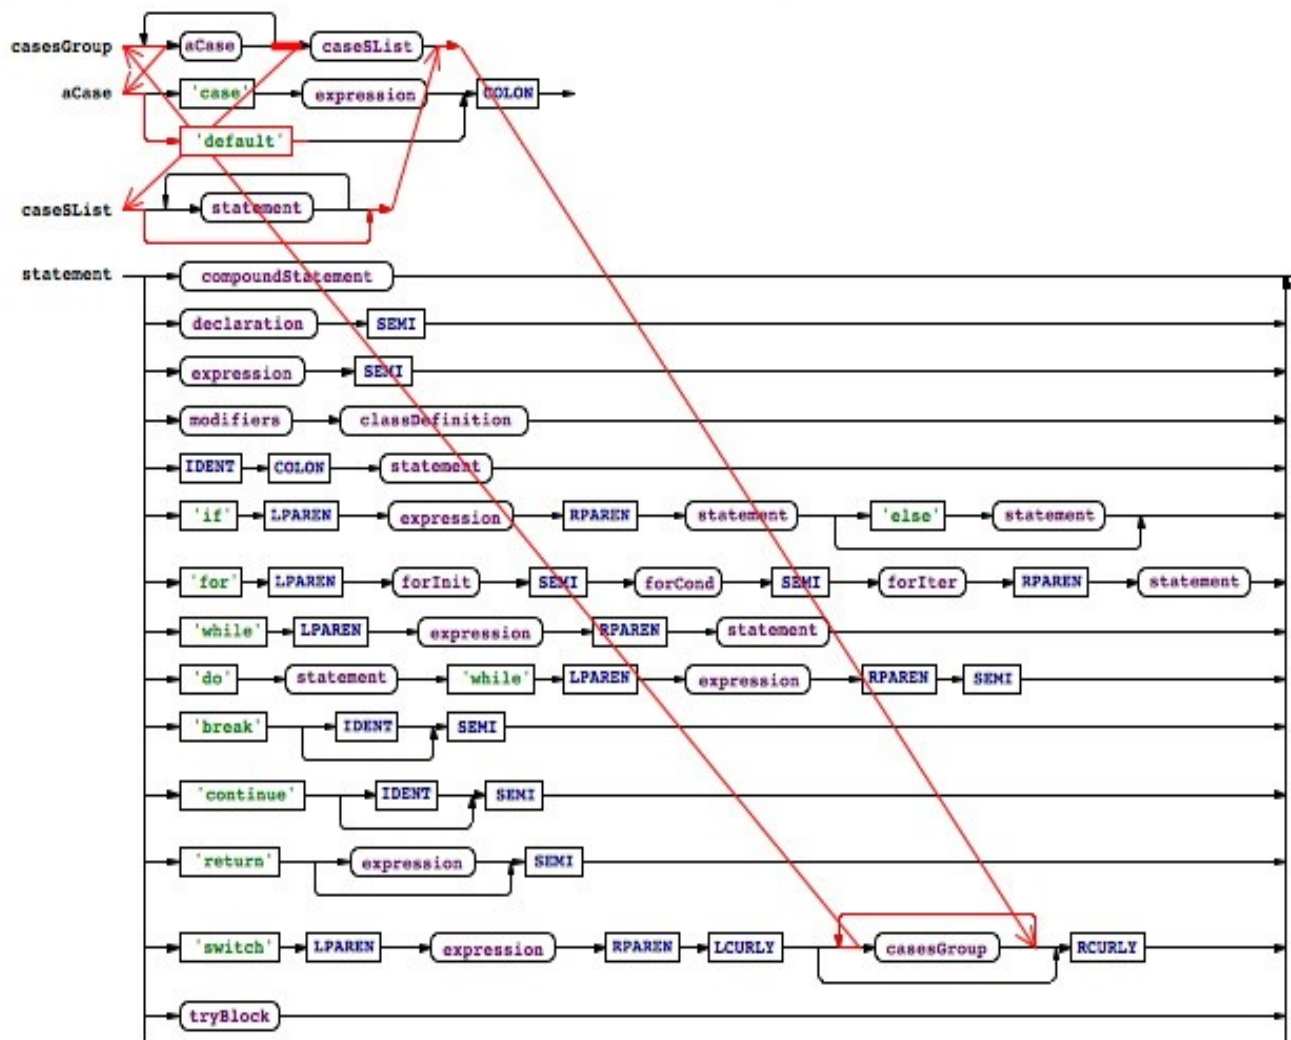 casesGroup aCase caseSList
aCase 'case' expression COLON
'default'
caseSList statement
statement compoundStatement
declaration SEMI
expression SEMI
modifiers classDefinition
IDENT COLON statement
'if' LPAREN expression RPAREN statement 'else' statement
'for' LPAREN forInit SEMI forCond SEMI forIter RPAREN statement
'while' LPAREN expression RPAREN statement
'do' statement 'while' LPAREN expression RPAREN SEMI
'break' IDENT SEMI
'continue' IDENT SEMI
'return' expression SEMI
'switch' LPAREN expression RPAREN LCURLY casesGroup RCURLY
tryBlock